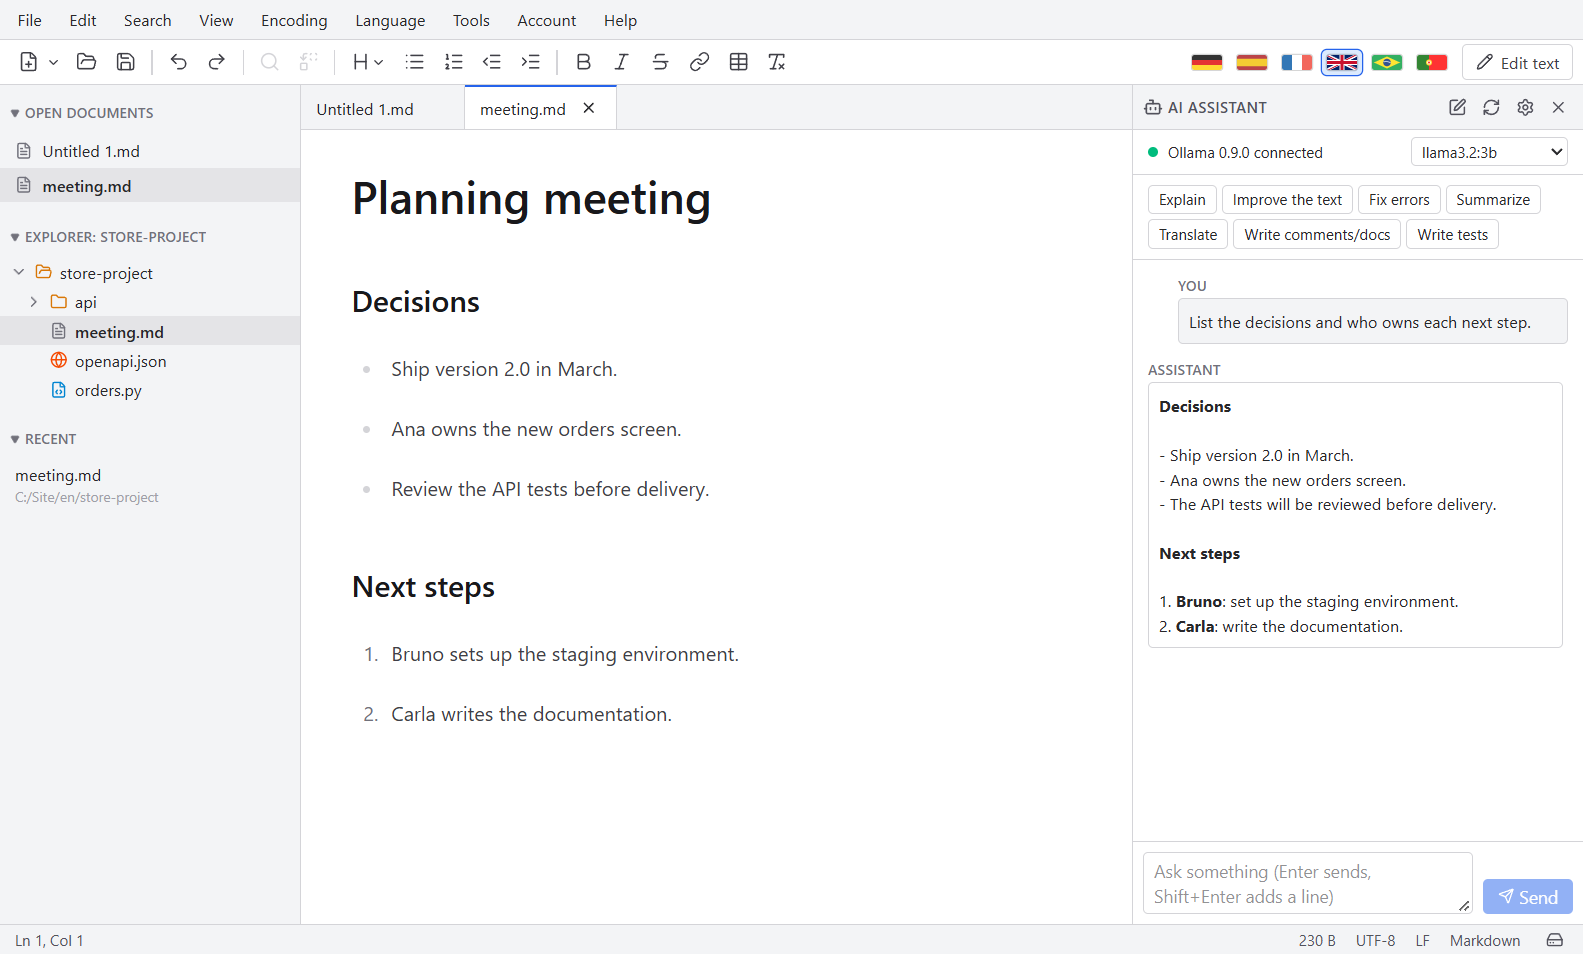 File Edit Search View Encoding Language Tools Account Help
H B I S Edit text
OPEN DOCUMENTS
Untitled 1.md
meeting.md
EXPLORER: STORE-PROJECT
store-project
api
meeting.md
openapi.json
orders.py
RECENT
meeting.md
C:/Site/en/store-project
Untitled 1.md meeting.md
Planning meeting
Decisions
Ship version 2.0 in March.
Ana owns the new orders screen.
Review the API tests before delivery.
Next steps
1. Bruno sets up the staging environment.
2. Carla writes the documentation.
AI ASSISTANT
Ollama 0.9.0 connected llama3.2:3b
Explain Improve the text Fix errors Summarize
Translate Write comments/docs Write tests
YOU
List the decisions and who owns each next step.
ASSISTANT
Decisions
- Ship version 2.0 in March.
- Ana owns the new orders screen.
- The API tests will be reviewed before delivery.
Next steps
1. Bruno: set up the staging environment.
2. Carla: write the documentation.
Ask something (Enter sends,
Shift+Enter adds a line)
Send
Ln 1, Col 1 230 B UTF-8 LF Markdown